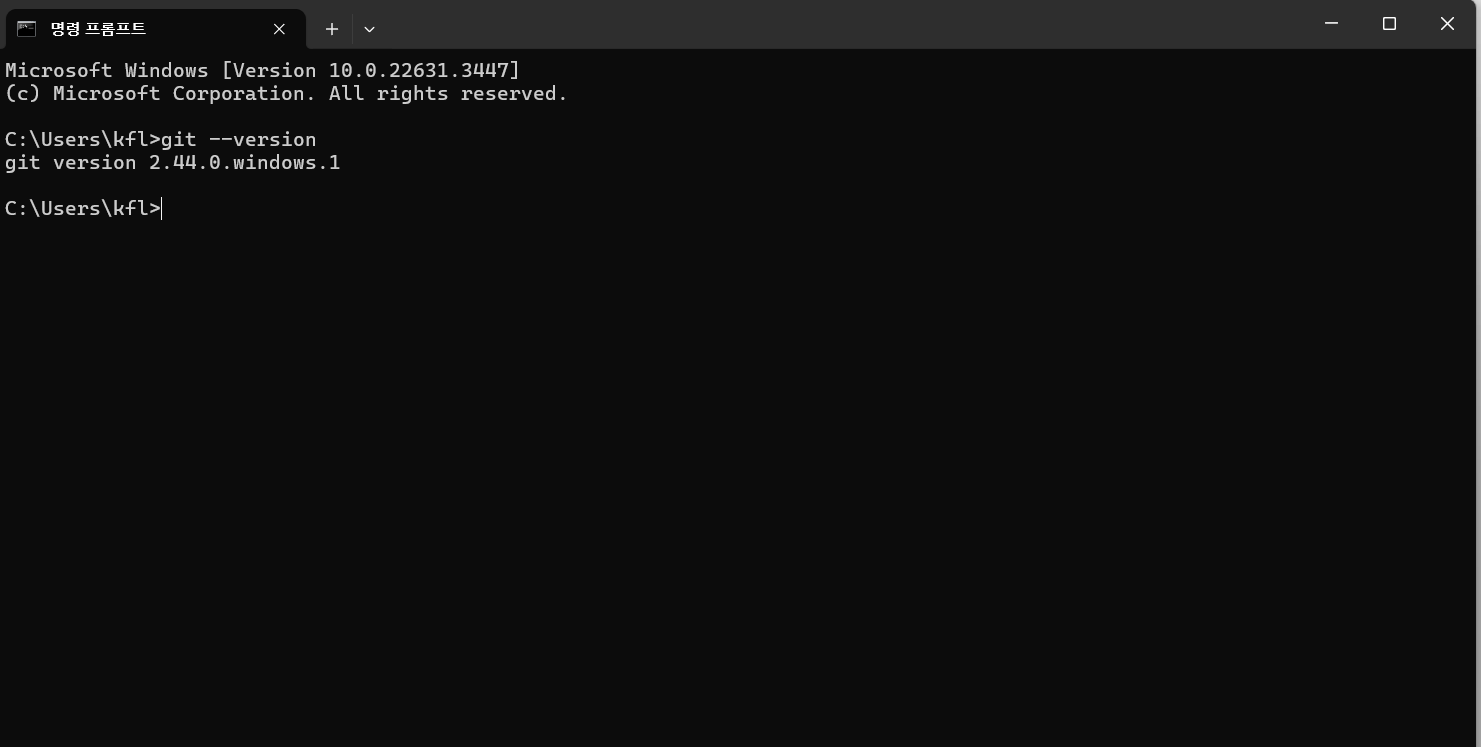 명령 프롬프트
Microsoft Windows [Version 10.0.22631.3447]
(c) Microsoft Corporation. All rights reserved.
C:\Users\kfl>git --version
git version 2.44.0.windows.1
C:\Users\kfl>